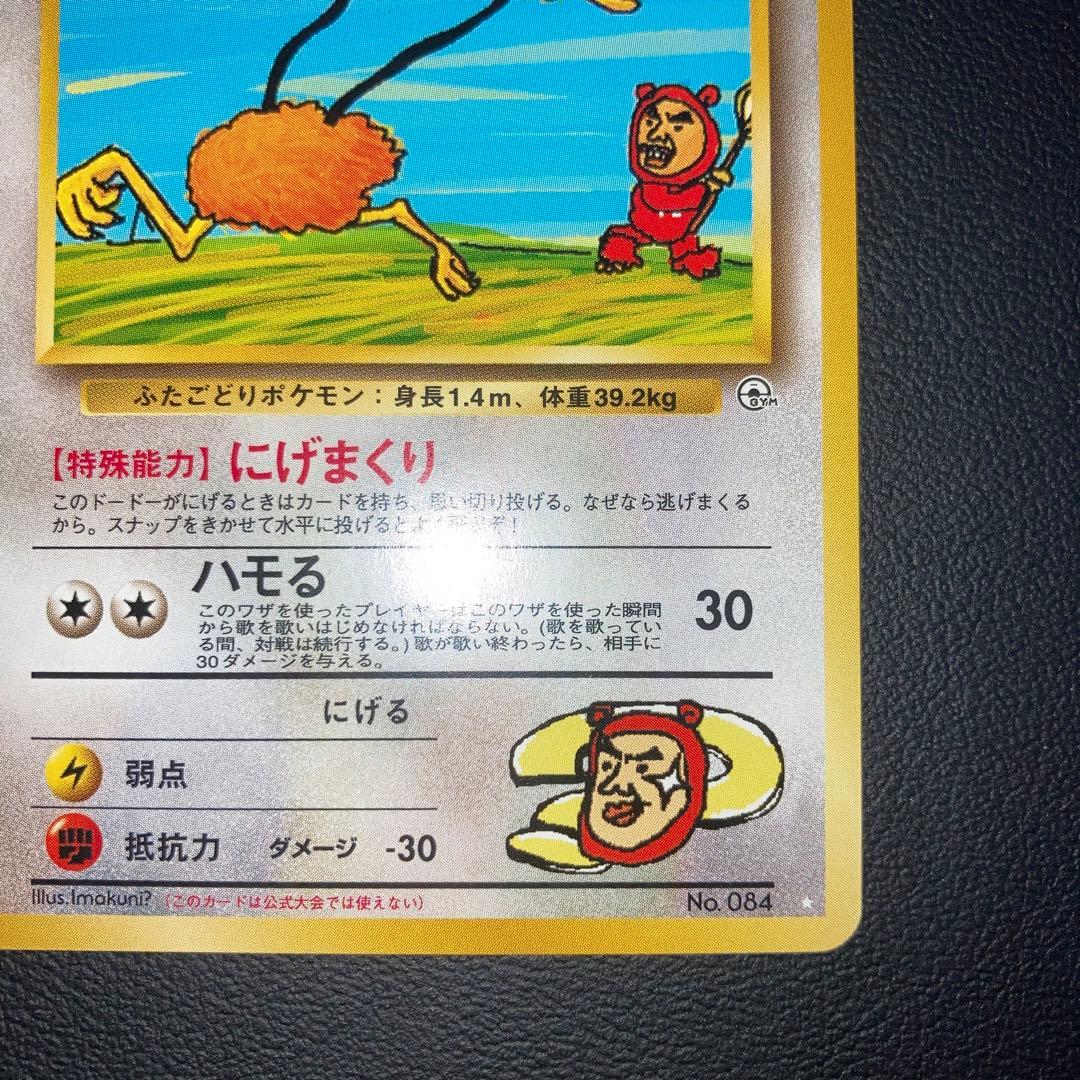 ふたごどりポケモン：身長1.4m、体重39.2kg
GYM
【特殊能力】にげまくり
このドードーがにげるときはカードを持ち、思い切り投げる。なぜなら逃げまくる
から。スナップをきかせて水平に投げると
ハモる
30
このワザを使ったプレイヤーはこのワザを使った瞬間
から歌を歌いはじめなければならない。(歌を歌ってい
る間、対戦は続行する。)歌が歌い終わったら、相手に
30ダメージを与える。
にげる
弱点
抵抗力 ダメージ -30
Illus.Imakuni? (このカードは公式大会では使えない) No. 084 ★